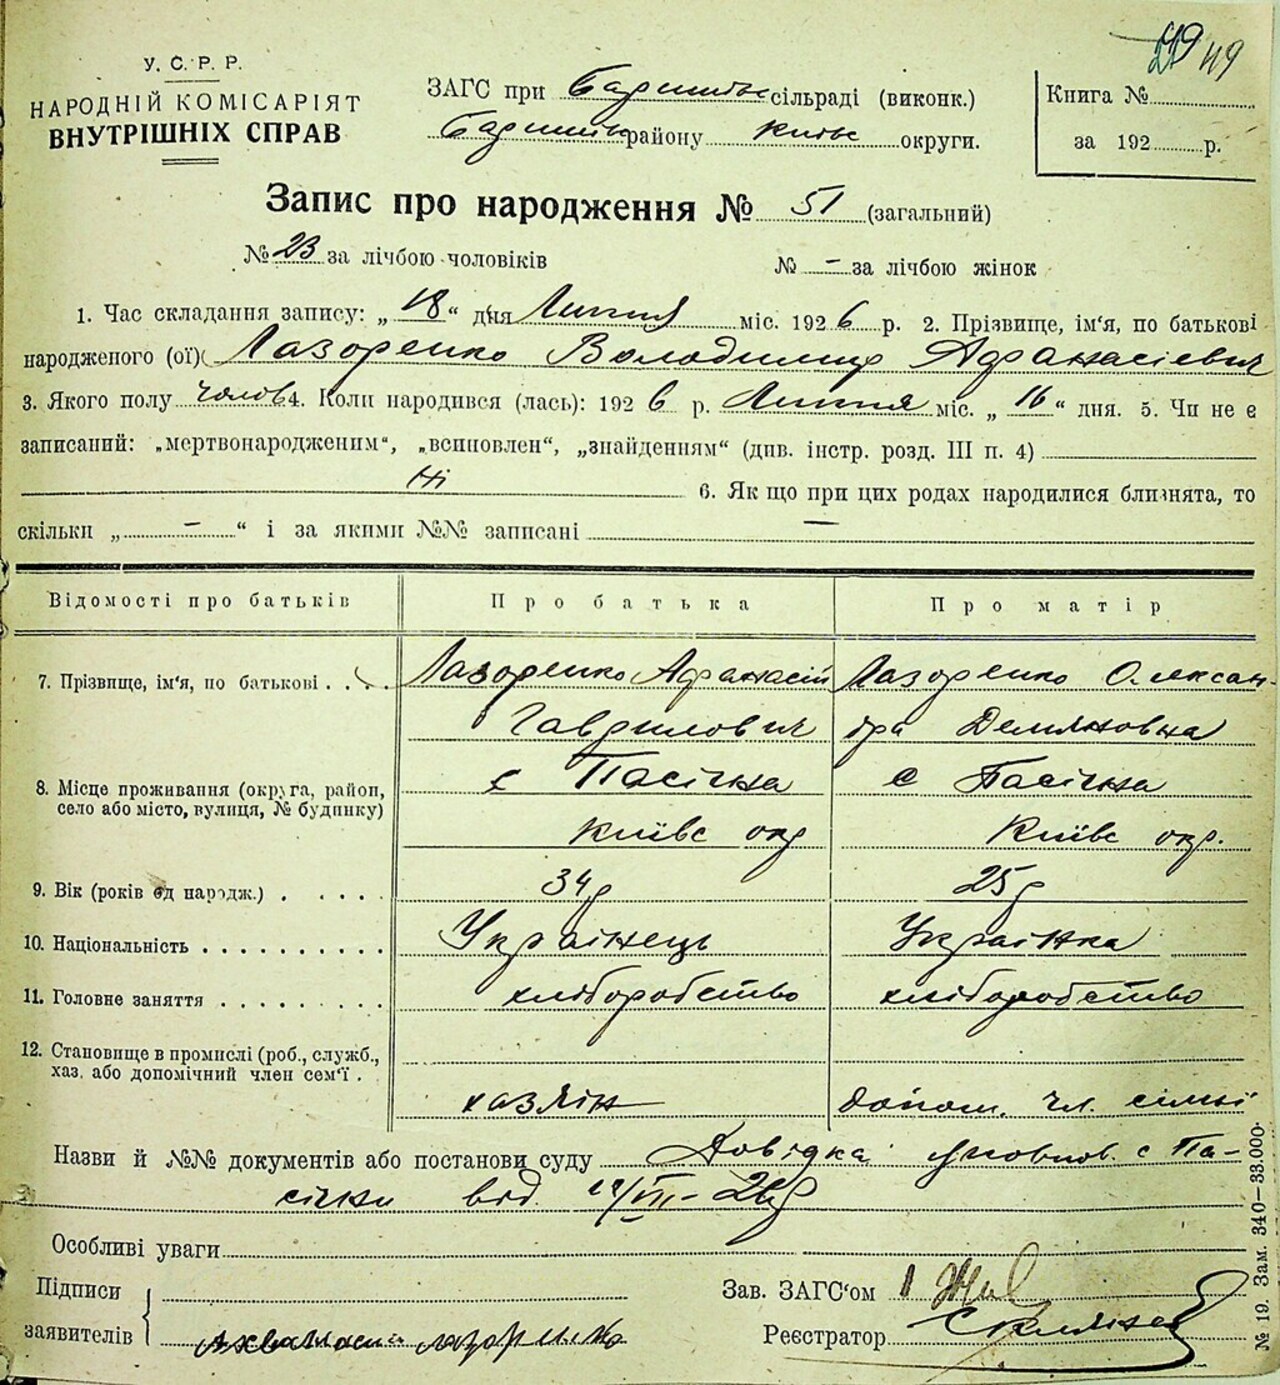 49 49
У. С. Р. Р.
НАРОДНІЙ КОМІСАРІЯТ
ВНУТРІШНІХ СПРАВ
ЗАГС при Баришівс сільраді (виконк.)
Баришівс району Київс округи.
Книга №
за 192 р.
Запис про народження № 51 (загальний)
№ 23 за лічбою чоловіків № – за лічбою жінок
1. Час складання запису: „ 18 “ дня Липня міс. 1926 р. 2. Прізвище, ім‘я, по батькові
народженого (ої) Лазоренко Володимир Афанасієвич
3. Якого полу чолов 4. Коли народився (лась): 1926 р. Липня міс. „ 16 “ дня. 5. Чи не є
записаний: „мертвонародженим“, „всиновлен“, „знайденням“ (див. інстр. розд. III п. 4)
Ні 6. Як що при цих родах народилися близнята, то
скільки „ – “ і за якими №№ записані –
Відомості про батьків Про батька Про матір
7. Прізвище, ім‘я, по батькові . . . Лазоренко Афанасій Лазоренко Олексан-
Гаврилович дра Демяновна
8. Місце проживання (округа, район, с Пасічна с Пасічна
село або місто, вулиця, № будинку)
Київс окр Київс окр.
9. Вік (років од народж.) . . . . . 34 р 25 р
10. Національність . . . . . . . . . . Українець Українка
11. Головне заняття . . . . . . . . . хліборобство хліборобство
12. Становище в промислі (роб., служб.,
хаз. або допомічний член сем‘ї .
хазяїн допом. чл. сімьї
Назви й №№ документів або постанови суду Довідка уповнов. с Па-
січни від /VII–26 р
Особливі уваги
Підписи
заявителів
Зав. ЗАГС‘ом
Реєстратор
№ 19. Зам. 340–33.000.